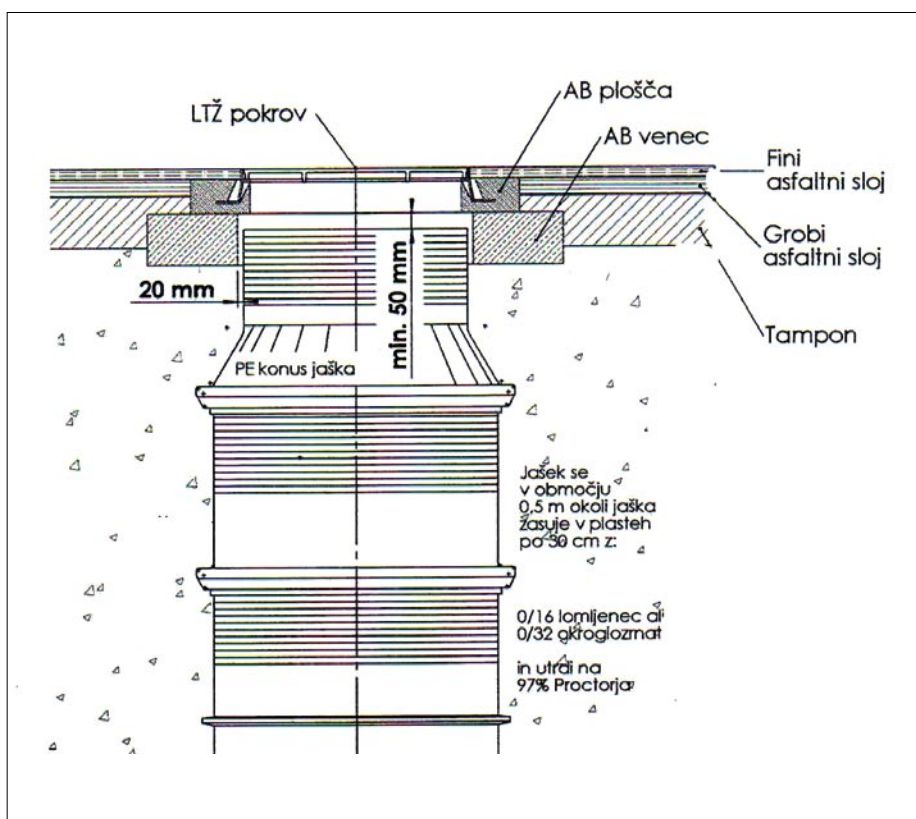 AB plošča
LTŽ pokrov
AB venec
Fini
asfaltni sloj
Grobi
asfaltni sloj
20 mm
min. 50 mm
Tampon
PE konus jaška
Jašek se
v območju
0,5 m okoli jaška
zasuje v plasteh
po 30 cm z:
0/16 lomljenec ali
0/32 okroglozrnat
in utrdi na
97% Proctorja